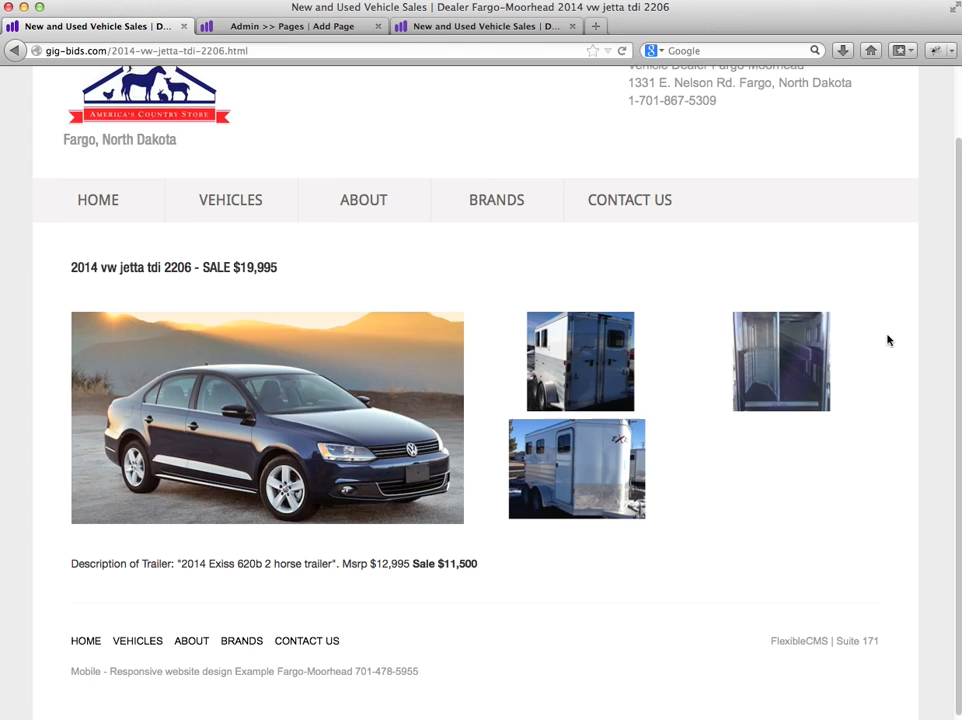 New and Used Vehicle Sales | Dealer Fargo-Moorhead 2014 vw jetta tdi 2206
New and Used Vehicle Sales | D... Admin >> Pages | Add Page New and Used Vehicle Sales | D...
gig-bids.com/2014-vw-jetta-tdi-2206.html Google
Vehicle Dealer Fargo-Moorhead
1331 E. Nelson Rd. Fargo, North Dakota
1-701-867-5309
AMERICA'S COUNTRY STORE
Fargo, North Dakota
HOME VEHICLES ABOUT BRANDS CONTACT US
2014 vw jetta tdi 2206 - SALE $19,995
Description of Trailer: "2014 Exiss 620b 2 horse trailer". Msrp $12,995 Sale $11,500
HOME VEHICLES ABOUT BRANDS CONTACT US
FlexibleCMS | Suite 171
Mobile - Responsive website design Example Fargo-Moorhead 701-478-5955